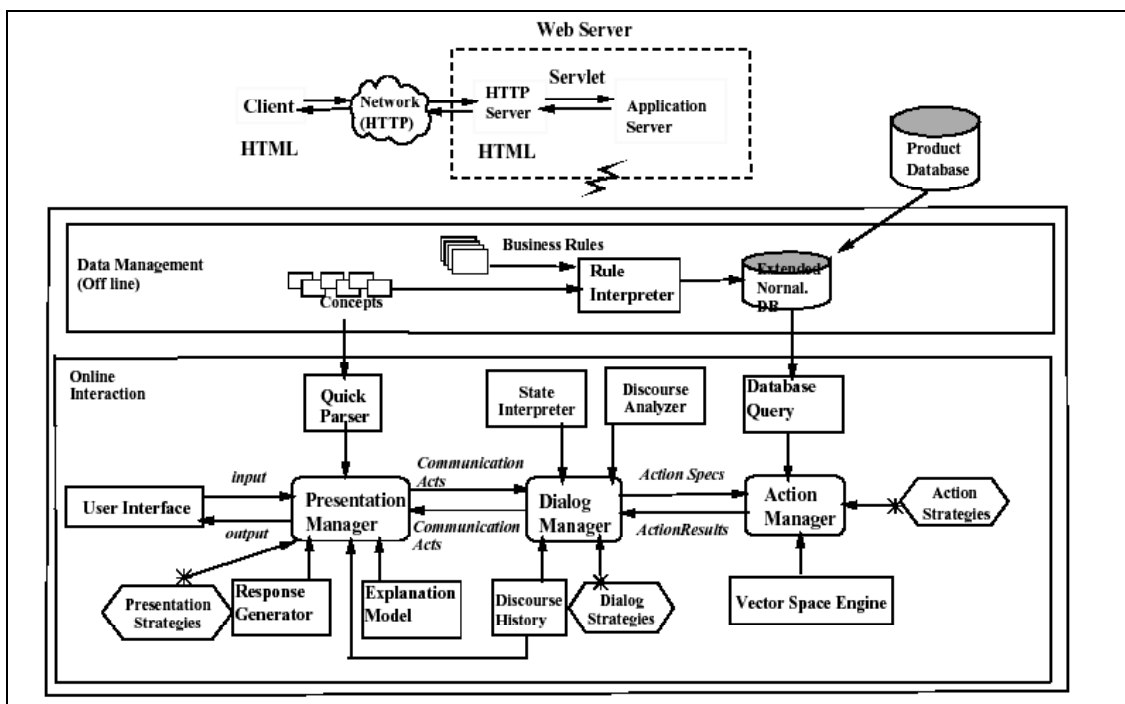 Web Server
Servlet
Client
Network
(HTTP)
HTTP
Server
Application
Server
HTML
HTML
Product
Database
Data Management
(Off line)
Business Rules
Concepts
Rule
Interpreter
Extended
Nornal.
DB
Online
Interaction
Quick
Parser
State
Interpreter
Discourse
Analyzer
Database
Query
input
Communication
Acts
Action Specs
User Interface
Presentation
Manager
Dialog
Manager
Action
Manager
Action
Strategies
output
Communication
Acts
ActionResults
Presentation
Strategies
Response
Generator
Explanation
Model
Discourse
History
Dialog
Strategies
Vector Space Engine